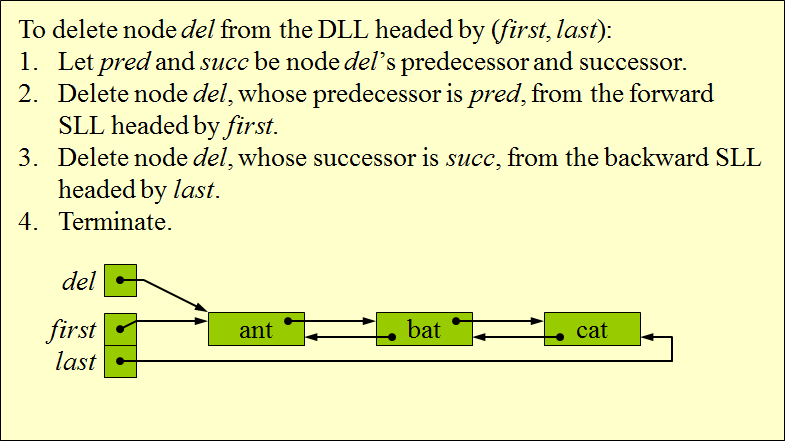 To delete node del from the DLL headed by (first, last):
1. Let pred and succ be node del’s predecessor and successor.
2. Delete node del, whose predecessor is pred, from the forward
SLL headed by first.
3. Delete node del, whose successor is succ, from the backward SLL
headed by last.
4. Terminate.
del
first
ant
bat
cat
last